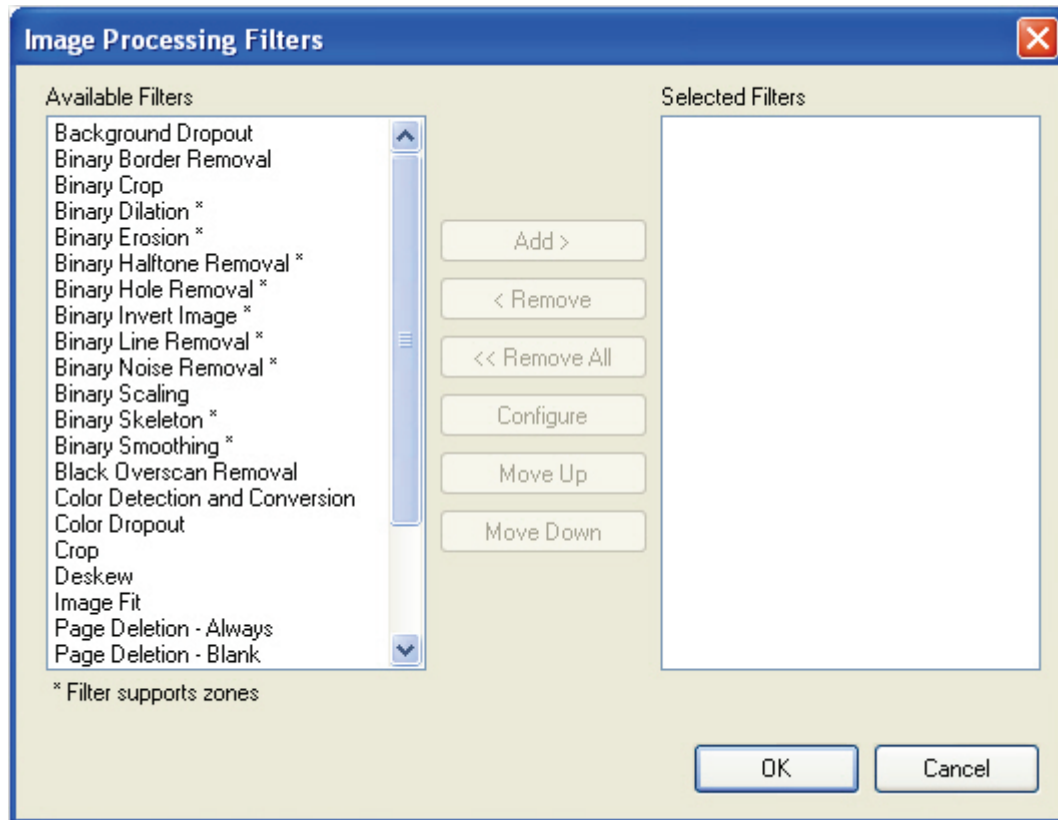 Image Processing Filters
Available Filters
Background Dropout
Binary Border Removal
Binary Crop
Binary Dilation *
Binary Erosion *
Binary Halftone Removal *
Binary Hole Removal *
Binary Invert Image *
Binary Line Removal *
Binary Noise Removal *
Binary Scaling
Binary Skeleton *
Binary Smoothing *
Black Overscan Removal
Color Detection and Conversion
Color Dropout
Crop
Deskew
Image Fit
Page Deletion - Always
Page Deletion - Blank
* Filter supports zones
Add >
< Remove
<< Remove All
Configure
Move Up
Move Down
Selected Filters
OK
Cancel